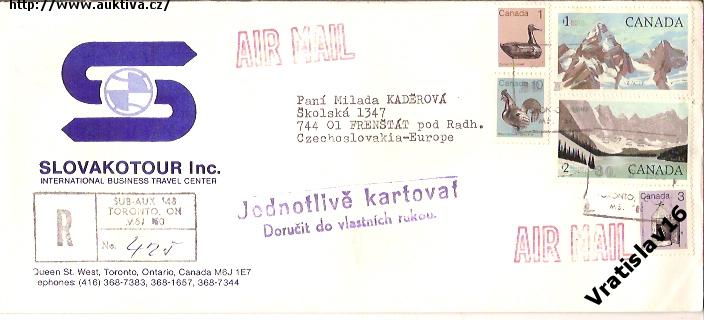 http://www.auktiva.cz/
SLOVAKOTOUR Inc.
INTERNATIONAL BUSINESS TRAVEL CENTER
R
SUB-AUX 148
TORONTO, ON
No. 425
Queen St. West, Toronto, Ontario, Canada M6J 1E7
ephones: (416) 368-7383, 368-1657, 368-7344
AIR MAIL
Paní Milada KADĚROVÁ
Školská 1347
744 01 FRENŠTÁT pod Radh.
Czechoslovakia-Europe
Jednotlivě kartovať
Doručit do vlastních rukou.
AIR MAIL
Canada 1
Canada 10
$1 CANADA
$2 CANADA
Canada 3
TORONTO,
Vratislav16